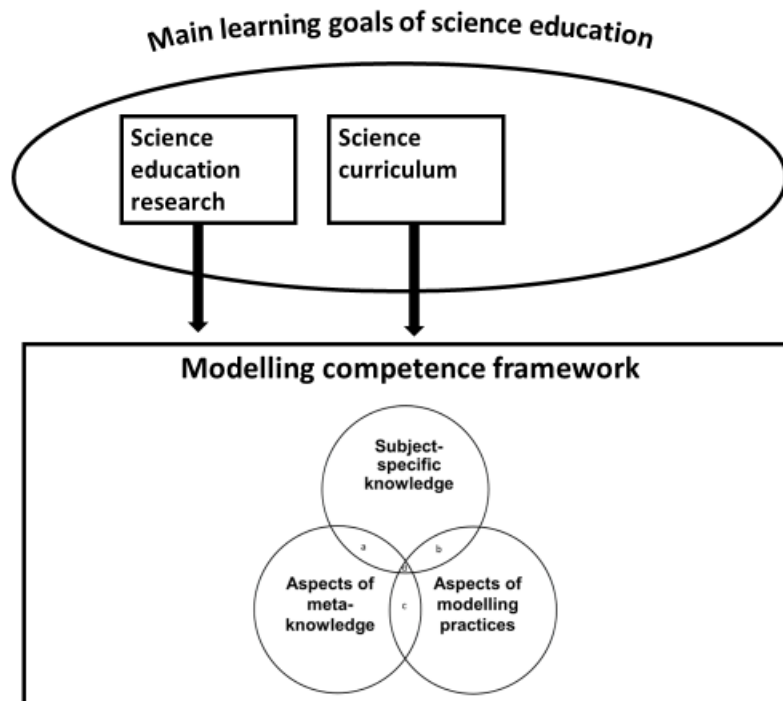 Main learning goals of science education
Science
education
research
Science
curriculum
Modelling competence framework
Subject-
specific
knowledge
a
b
Aspects of
meta-
knowledge
c
Aspects of
modelling
practices